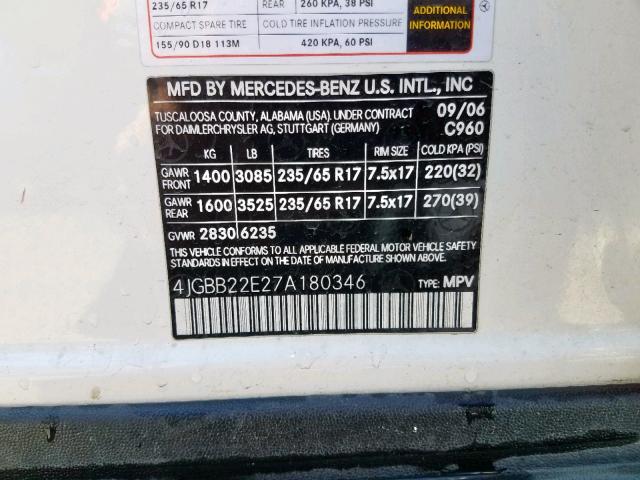 235/65 R17 REAR 260 KPA, 38 PSI
COMPACT SPARE TIRE COLD TIRE INFLATION PRESSURE
155/90 D18 113M 420 KPA, 60 PSI
ADDITIONAL
INFORMATION
MFD BY MERCEDES-BENZ U.S. INTL., INC
TUSCALOOSA COUNTY, ALABAMA (USA). UNDER CONTRACT 09/06
FOR DAIMLERCHRYSLER AG, STUTTGART (GERMANY) C960
KG LB TIRES RIM SIZE COLD KPA (PSI)
GAWR FRONT 1400 3085 235/65 R17 7.5x17 220(32)
GAWR REAR 1600 3525 235/65 R17 7.5x17 270(39)
GVWR 2830 6235
THIS VEHICLE CONFORMS TO ALL APPLICABLE FEDERAL MOTOR VEHICLE SAFETY
STANDARDS IN EFFECT ON THE DATE OF MANUFACTURE SHOWN ABOVE.
4JGBB22E27A180346 TYPE: MPV